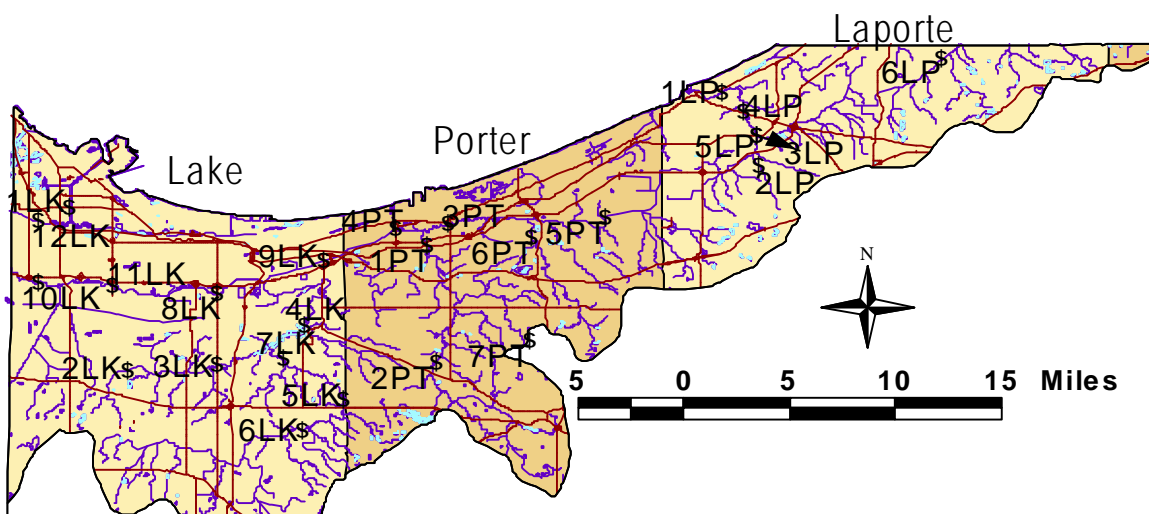 Laporte
6LP$
1LP$
$4LP
Porter
5LP$
3LP
$
2LP
Lake
1LK$
$
4PT$
$3PT
5PT$
12LK
6PT$
1PT$
9LK$
N
11LK
$
10LK
$
8LK$
4LK
$
7LK
$
2LK$
3LK$
2PT$
7PT$
5LK$
6LK$
5 0 5 10 15 Miles